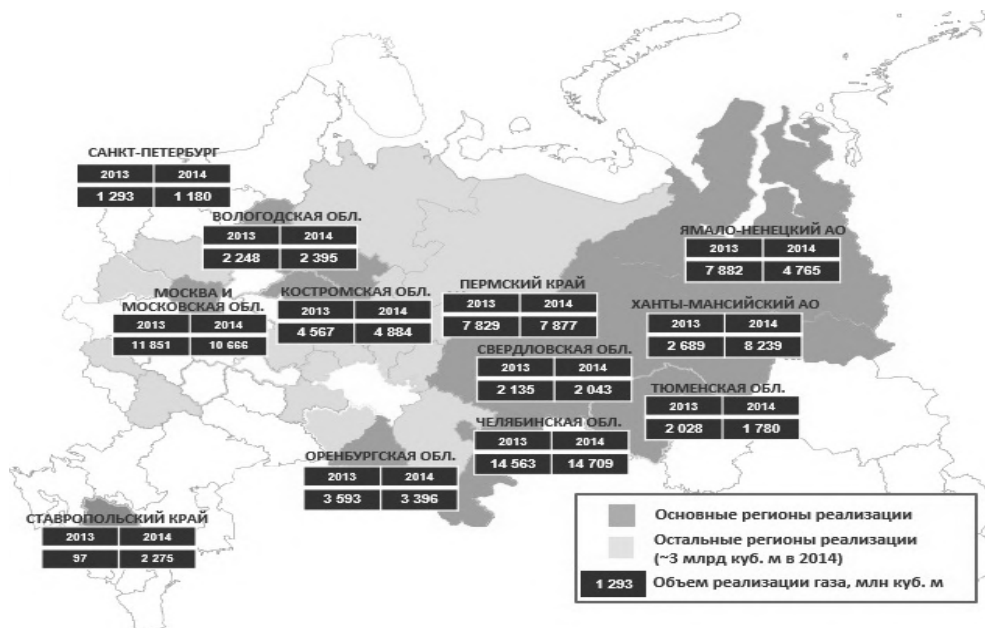 САНКТ-ПЕТЕРБУРГ
2013 2014
1 293 1 180
ВОЛОГОДСКАЯ ОБЛ.
2013 2014
2 248 2 395
ЯМАЛО-НЕНЕЦКИЙ АО
2013 2014
7 882 4 765
МОСКВА И
МОСКОВСКАЯ ОБЛ.
2013 2014
11 851 10 666
КОСТРОМСКАЯ ОБЛ.
2013 2014
4 567 4 884
ПЕРМСКИЙ КРАЙ
2013 2014
7 829 7 877
ХАНТЫ-МАНСИЙСКИЙ АО
2013 2014
2 689 8 239
СВЕРДЛОВСКАЯ ОБЛ.
2013 2014
2 135 2 043
ТЮМЕНСКАЯ ОБЛ.
2013 2014
2 028 1 780
ЧЕЛЯБИНСКАЯ ОБЛ.
2013 2014
14 563 14 709
ОРЕНБУРГСКАЯ ОБЛ.
2013 2014
3 593 3 396
СТАВРОПОЛЬСКИЙ КРАЙ
2013 2014
97 2 275
Основные регионы реализации
Остальные регионы реализации
(~3 млрд куб. м в 2014)
1 293 Объем реализации газа, млн куб. м